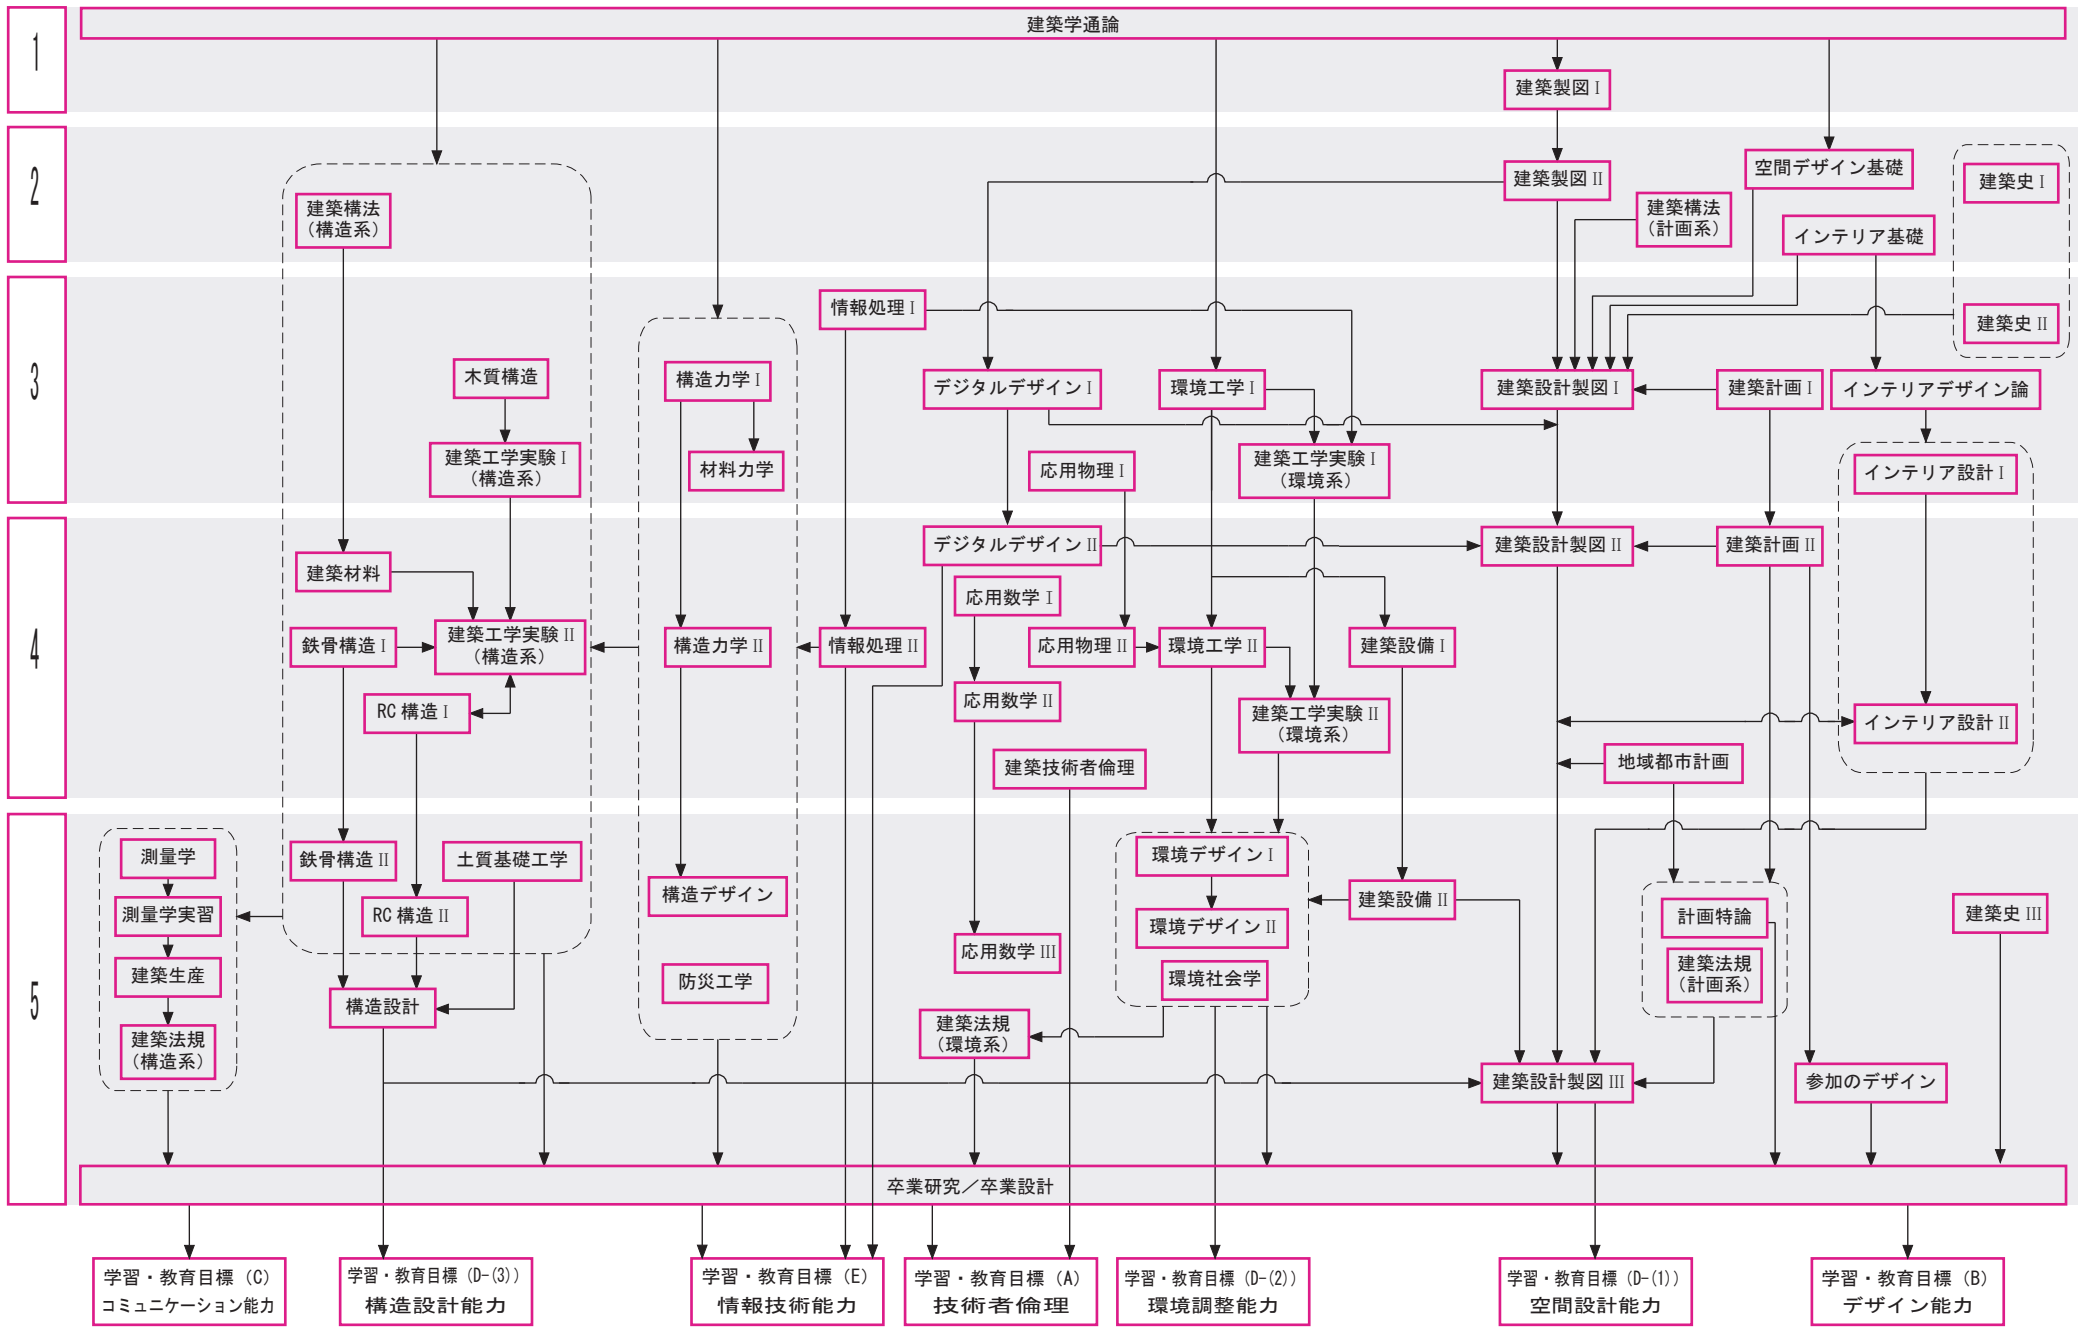 1
建築学通論
建築製図 I
2
建築製図 II
空間デザイン基礎
建築史 I
建築構法
（構造系）
建築構法
（計画系）
インテリア基礎
3
情報処理 I
建築史 II
木質構造
構造力学 I
デジタルデザイン I
環境工学 I
建築設計製図 I
建築計画 I
インテリアデザイン論
建築工学実験 I
（構造系）
材料力学
応用物理 I
建築工学実験 I
（環境系）
インテリア設計 I
4
建築材料
デジタルデザイン II
建築設計製図 II
建築計画 II
応用数学 I
鉄骨構造 I
建築工学実験 II
（構造系）
構造力学 II
情報処理 II
応用物理 II
環境工学 II
建築設備 I
RC 構造 I
応用数学 II
建築工学実験 II
（環境系）
インテリア設計 II
建築技術者倫理
地域都市計画
5
測量学
鉄骨構造 II
土質基礎工学
環境デザイン I
構造デザイン
建築設備 II
測量学実習
RC 構造 II
環境デザイン II
計画特論
建築史 III
応用数学 III
建築生産
防災工学
環境社会学
建築法規
（計画系）
構造設計
建築法規
（環境系）
建築法規
（構造系）
建築設計製図 III
参加のデザイン
卒業研究／卒業設計
学習・教育目標（C）
コミュニケーション能力
学習・教育目標（D-(3)）
構造設計能力
学習・教育目標（E）
情報技術能力
学習・教育目標（A）
技術者倫理
学習・教育目標（D-(2)）
環境調整能力
学習・教育目標（D-(1)）
空間設計能力
学習・教育目標（B）
デザイン能力